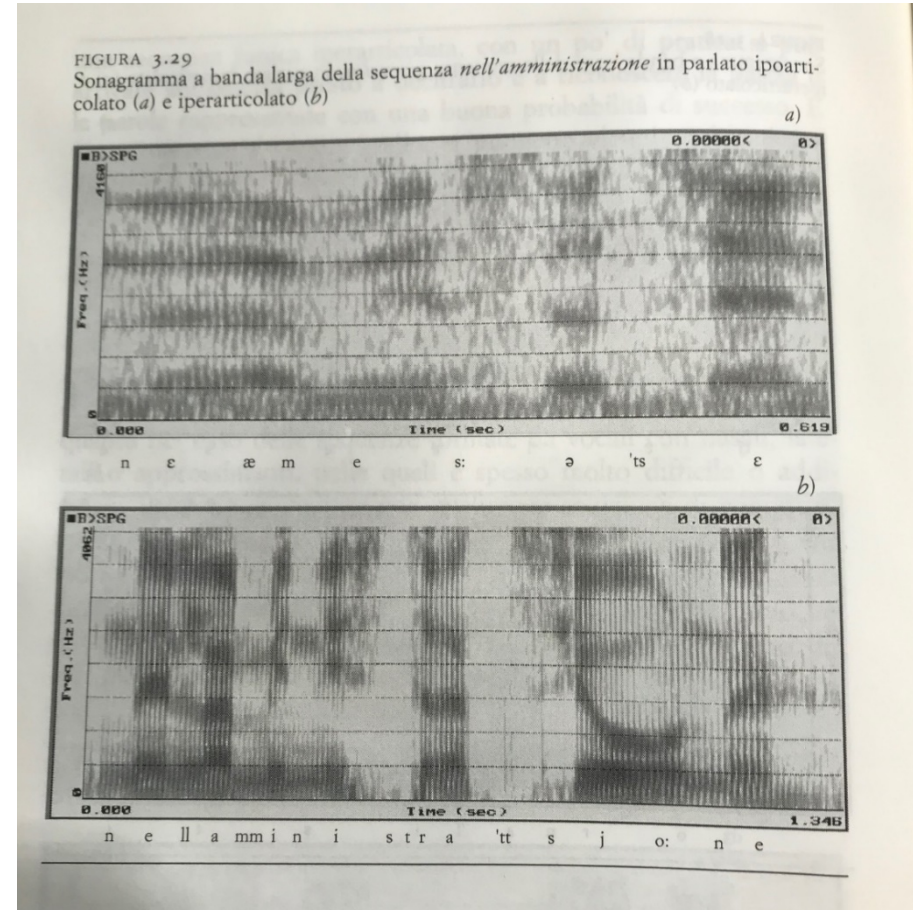 FIGURA 3.29
Sonagramma a banda larga della sequenza nell'amministrazione in parlato ipoarti-
colato (a) e iperarticolato (b)
a)
■B>SPG 0.00000< 0>
4160
Freq.(Hz)
0
0.000 Time (sec) 0.619
n ɛ æ m e s: ə 'ts ɛ
b)
■B>SPG 0.00000< 0>
4062
Freq.(Hz)
0
0.000 Time (sec) 1.346
n e ll a mm i n i s t r a 'tt s j o: n e